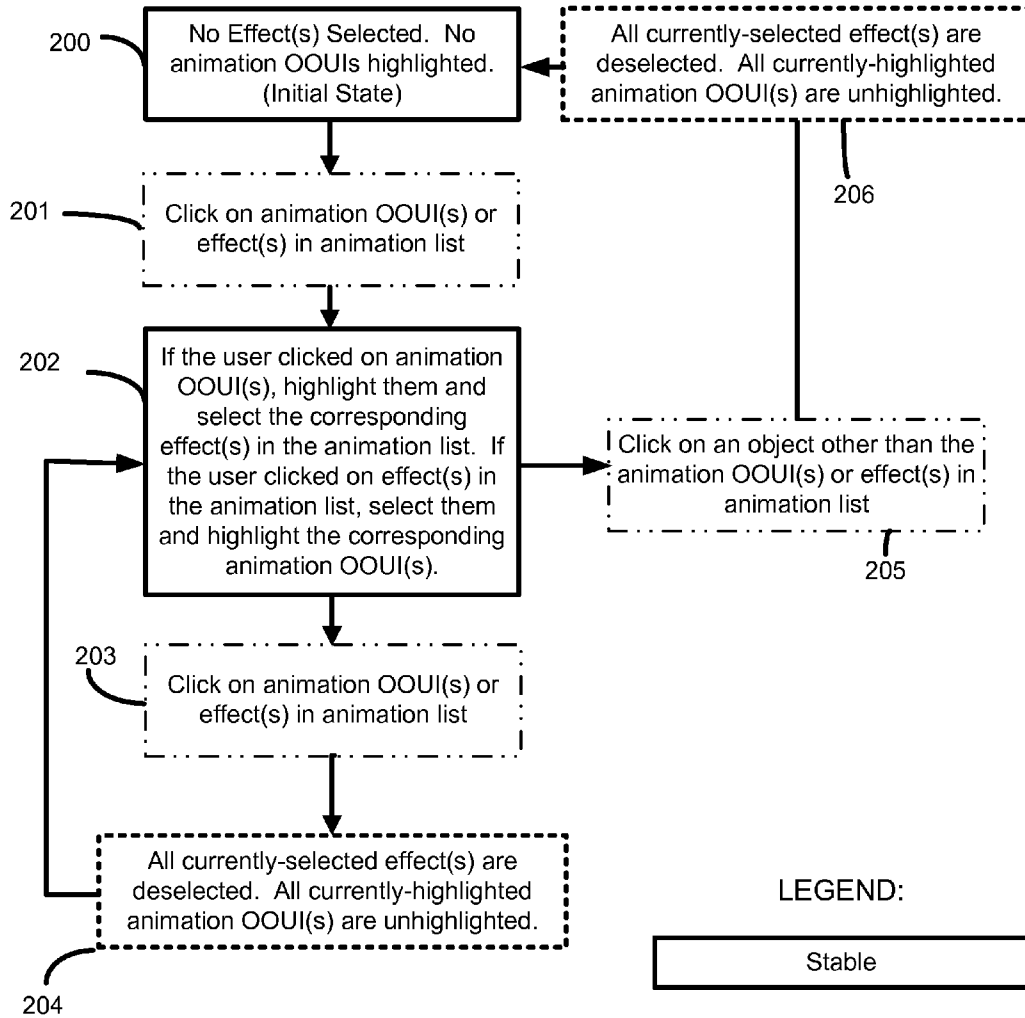 200
No Effect(s) Selected.  No
animation OOUIs highlighted.
(Initial State)
All currently-selected effect(s) are
deselected.  All currently-highlighted
animation OOUI(s) are unhighlighted.
206
201
Click on animation OOUI(s) or
effect(s) in animation list
202
If the user clicked on animation
OOUI(s), highlight them and
select the corresponding
effect(s) in the animation list.  If
the user clicked on effect(s) in
the animation list, select them
and highlight the corresponding
animation OOUI(s).
Click on an object other than the
animation OOUI(s) or effect(s) in
animation list
205
203
Click on animation OOUI(s) or
effect(s) in animation list
All currently-selected effect(s) are
deselected.  All currently-highlighted
animation OOUI(s) are unhighlighted.
204
LEGEND:
Stable